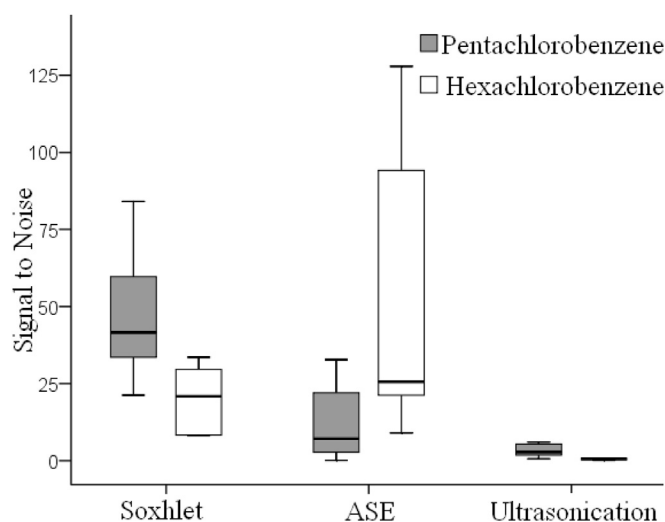 Pentachlorobenzene
Hexachlorobenzene
Signal to Noise
125
100
75
50
25
0
Soxhlet
ASE
Ultrasonication